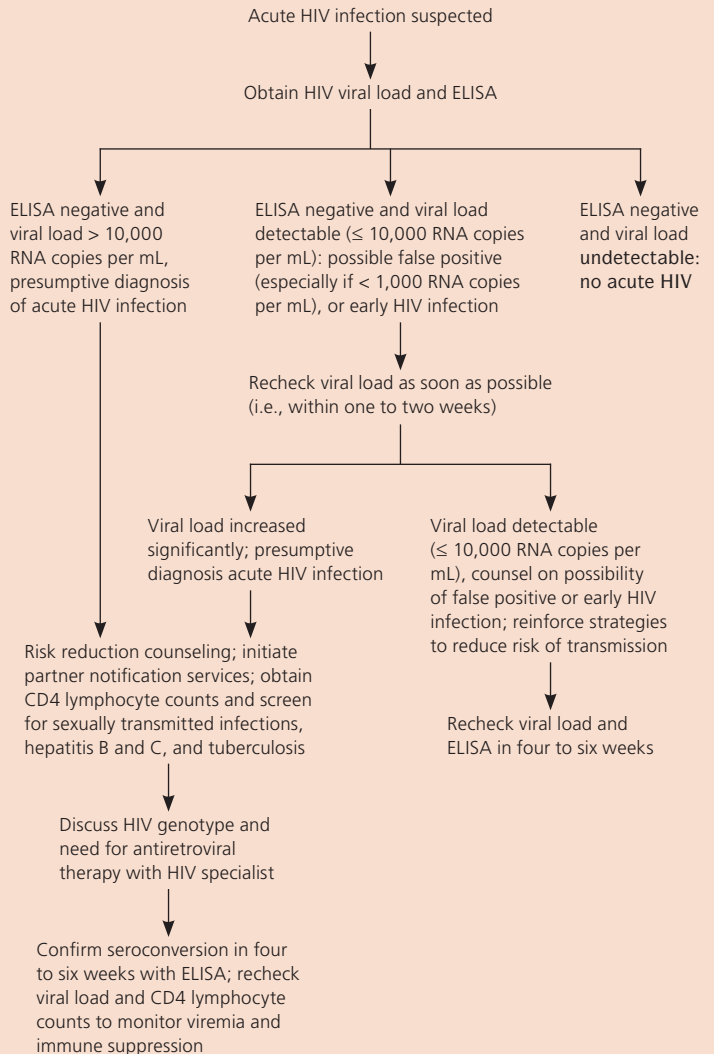 Acute HIV infection suspected
Obtain HIV viral load and ELISA
ELISA negative and
viral load > 10,000
RNA copies per mL,
presumptive diagnosis
of acute HIV infection
ELISA negative and viral load
detectable (≤ 10,000 RNA copies
per mL): possible false positive
(especially if < 1,000 RNA copies
per mL), or early HIV infection
ELISA negative
and viral load
undetectable:
no acute HIV
Recheck viral load as soon as possible
(i.e., within one to two weeks)
Viral load increased
significantly; presumptive
diagnosis acute HIV infection
Viral load detectable
(≤ 10,000 RNA copies per
mL), counsel on possibility
of false positive or early HIV
infection; reinforce strategies
to reduce risk of transmission
Risk reduction counseling; initiate
partner notification services; obtain
CD4 lymphocyte counts and screen
for sexually transmitted infections,
hepatitis B and C, and tuberculosis
Recheck viral load and
ELISA in four to six weeks
Discuss HIV genotype and
need for antiretroviral
therapy with HIV specialist
Confirm seroconversion in four
to six weeks with ELISA; recheck
viral load and CD4 lymphocyte
counts to monitor viremia and
immune suppression